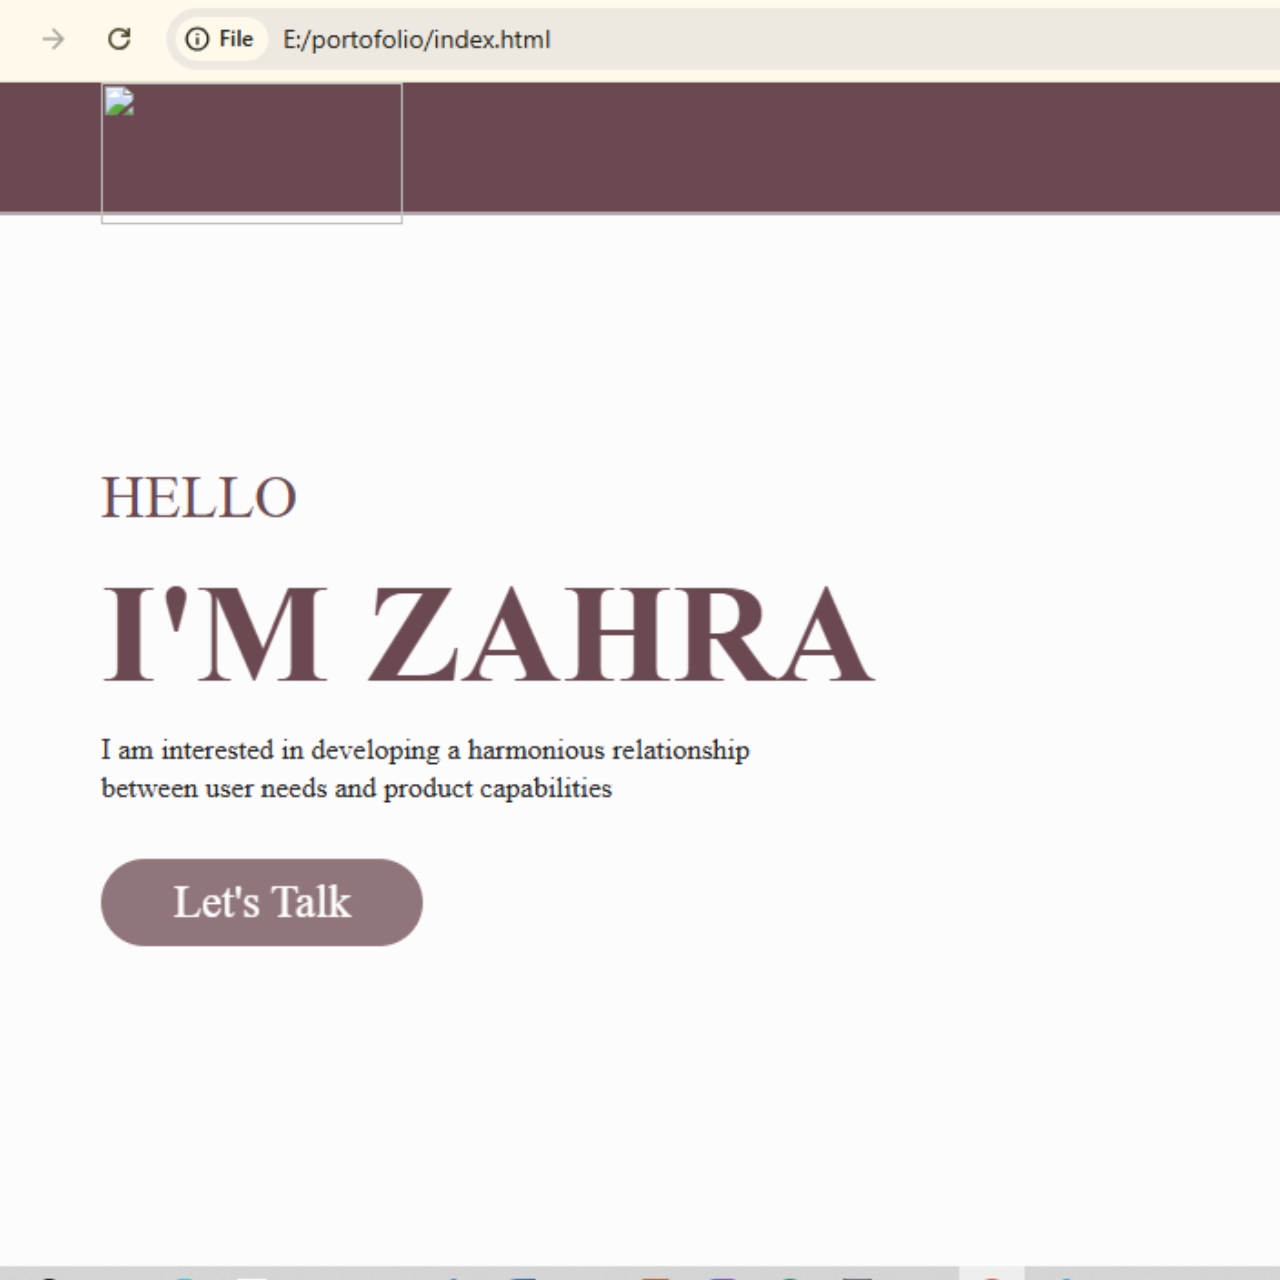 File E:/portofolio/index.html
HELLO
I'M ZAHRA
I am interested in developing a harmonious relationship
between user needs and product capabilities
Let's Talk